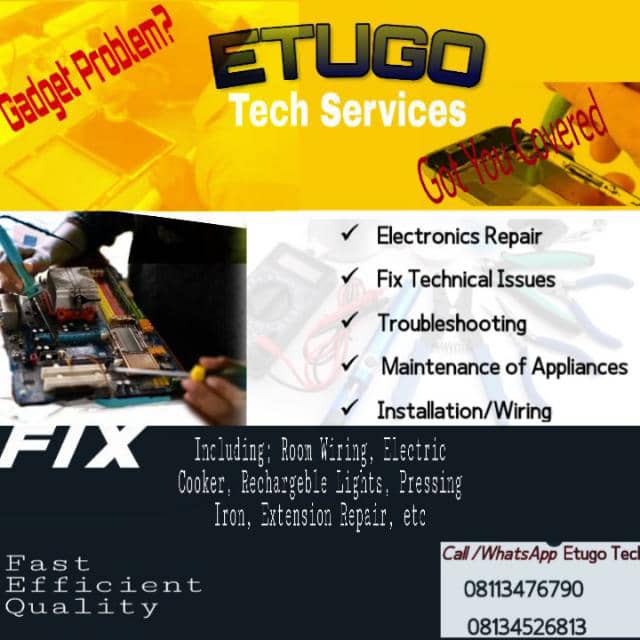 Gadget Problem?
ETUGO
Tech Services
Got You Covered
✓ Electronics Repair
✓ Fix Technical Issues
✓ Troubleshooting
✓ Maintenance of Appliances
✓ Installation/Wiring
FIX
Including; Room Wiring, Electric
Cooker, Rechargeble Lights, Pressing
Iron, Extension Repair, etc
Fast
Efficient
Quality
Call/WhatsApp Etugo Tech
08113476790
08134526813